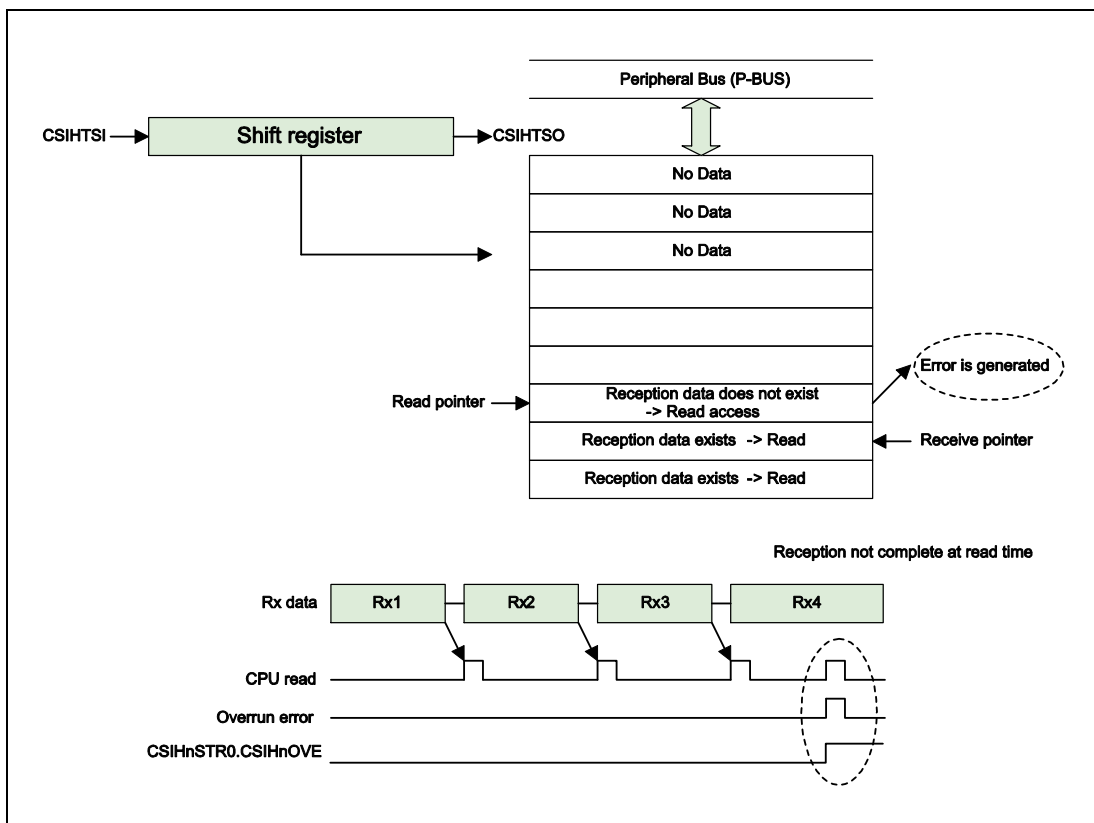 Peripheral Bus (P-BUS)
CSIHTSI
Shift register
CSIHTSO
No Data
No Data
No Data
Error is generated
Read pointer
Reception data does not exist
-> Read access
Reception data exists -> Read
Receive pointer
Reception data exists -> Read
Reception not complete at read time
Rx data
Rx1
Rx2
Rx3
Rx4
CPU read
Overrun error
CSIHnSTR0.CSIHnOVE